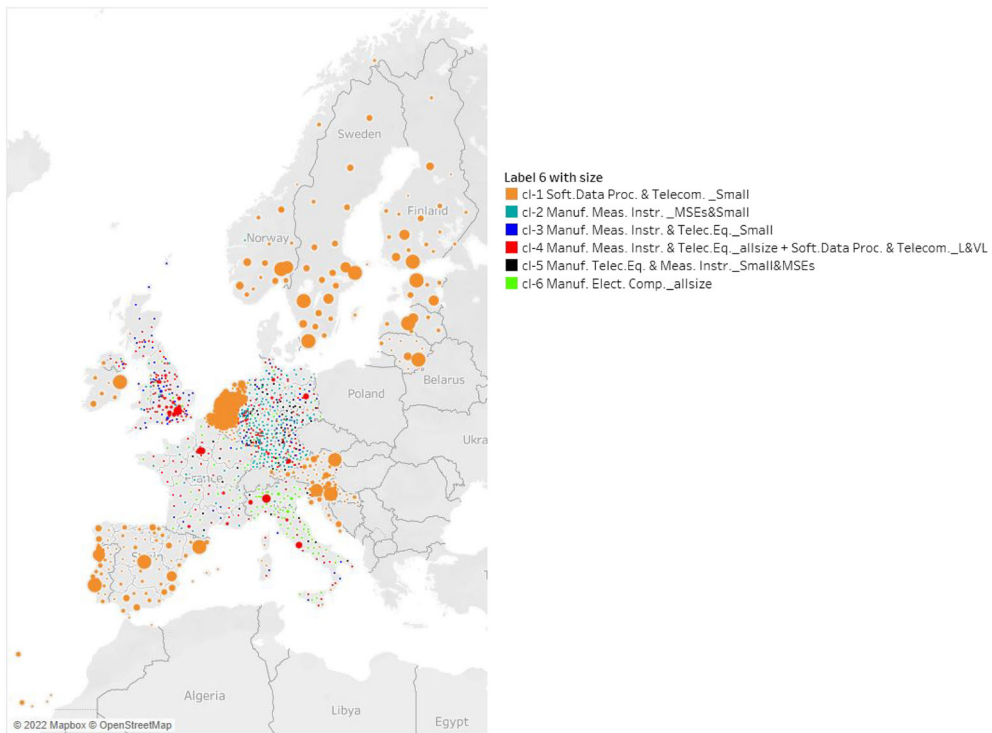 Sweden
Finland
Norway
Label 6 with size
cl-1 Soft.Data Proc. & Telecom. _Small
cl-2 Manuf. Meas. Instr. _MSEs&Small
cl-3 Manuf. Meas. Instr. & Telec.Eq._Small
cl-4 Manuf. Meas. Instr. & Telec.Eq._allsize + Soft.Data Proc. & Telecom._L&VL
cl-5 Manuf. Telec.Eq. & Meas. Instr._Small&MSEs
cl-6 Manuf. Elect. Comp._allsize
Belarus
Poland
Ukra
France
Spain
Algeria
Libya
Egypt
© 2022 Mapbox © OpenStreetMap